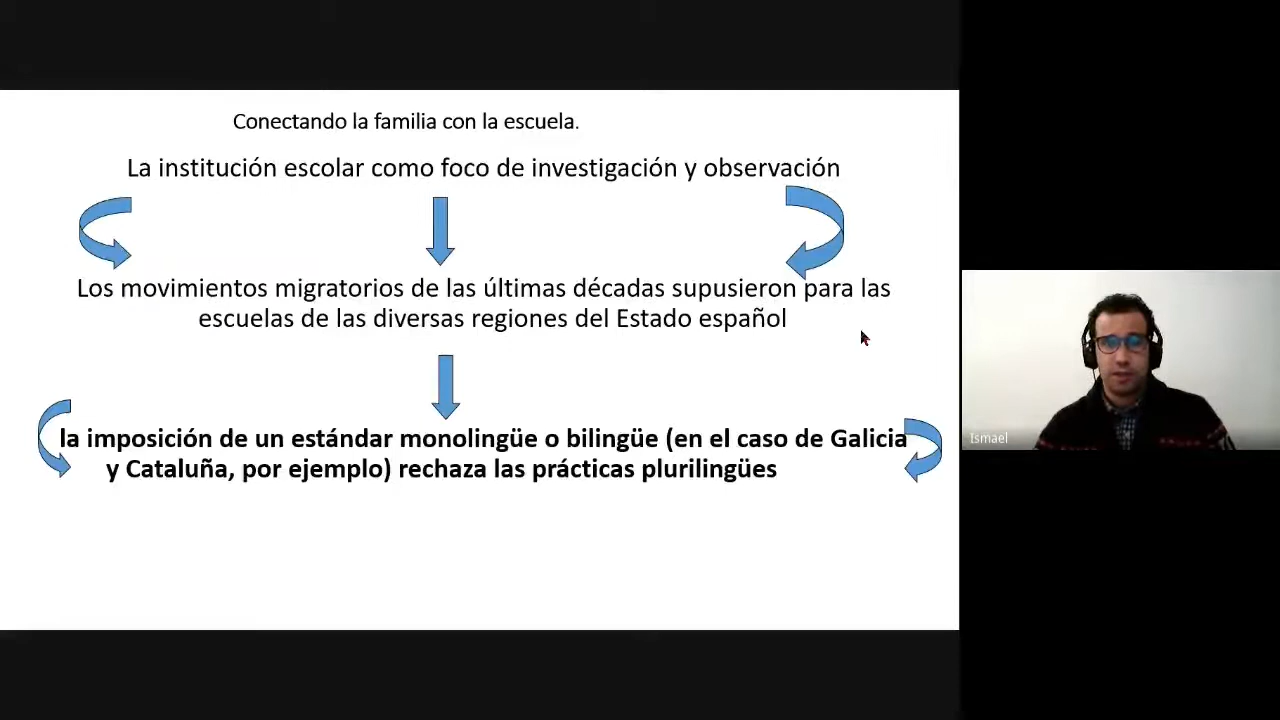 Conectando la familia con la escuela.
La institución escolar como foco de investigación y observación
Los movimientos migratorios de las últimas décadas supusieron para las
escuelas de las diversas regiones del Estado español
la imposición de un estándar monolingüe o bilingüe (en el caso de Galicia
y Cataluña, por ejemplo) rechaza las prácticas plurilingües
Ismael